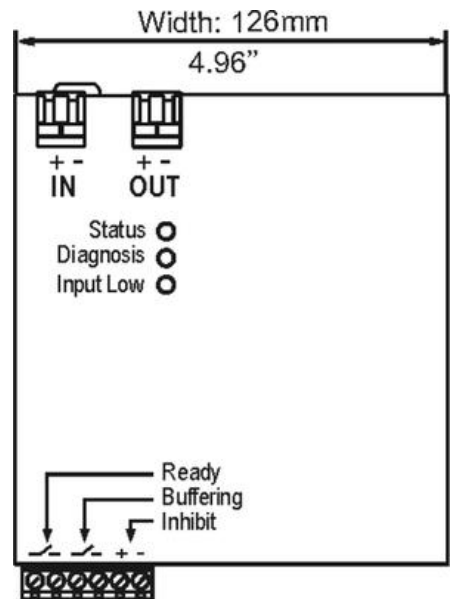 Width: 126mm
4.96”
+ - + -
IN OUT
Status
Diagnosis
Input Low
Ready
Buffering
Inhibit
+ -